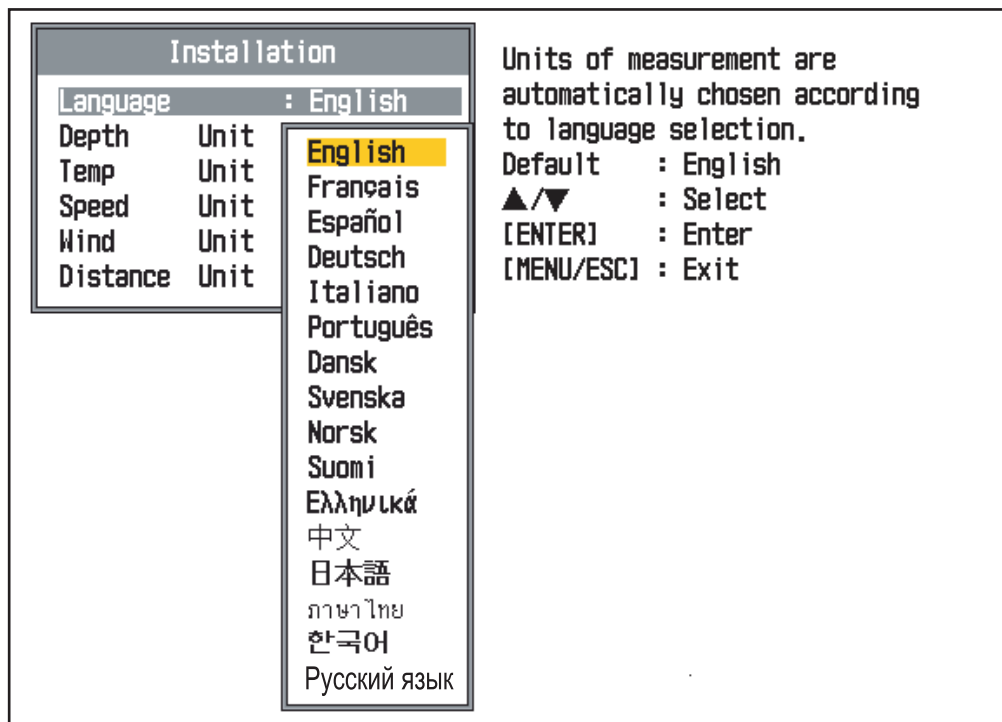 Installation
Language : English
Depth Unit
Temp Unit
Speed Unit
Wind Unit
Distance Unit
English
Français
Español
Deutsch
Italiano
Português
Dansk
Svenska
Norsk
Suomi
Ελληνικά
中文
日本語
ภาษาไทย
한국어
Русский язык
Units of measurement are
automatically chosen according
to language selection.
Default : English
▲/▼ : Select
[ENTER] : Enter
[MENU/ESC] : Exit